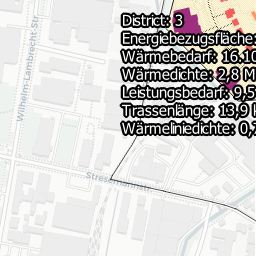 District: 3
Energiebezugsfläche:
Wärmebedarf: 16.10
Wärmedichte: 2,8 M
Leistungsbedarf: 9,5
Trassenlänge: 13,9
Wärmeliniedichte: 0,
Wilhelm-Lambrecht-Str
Stresemannstr